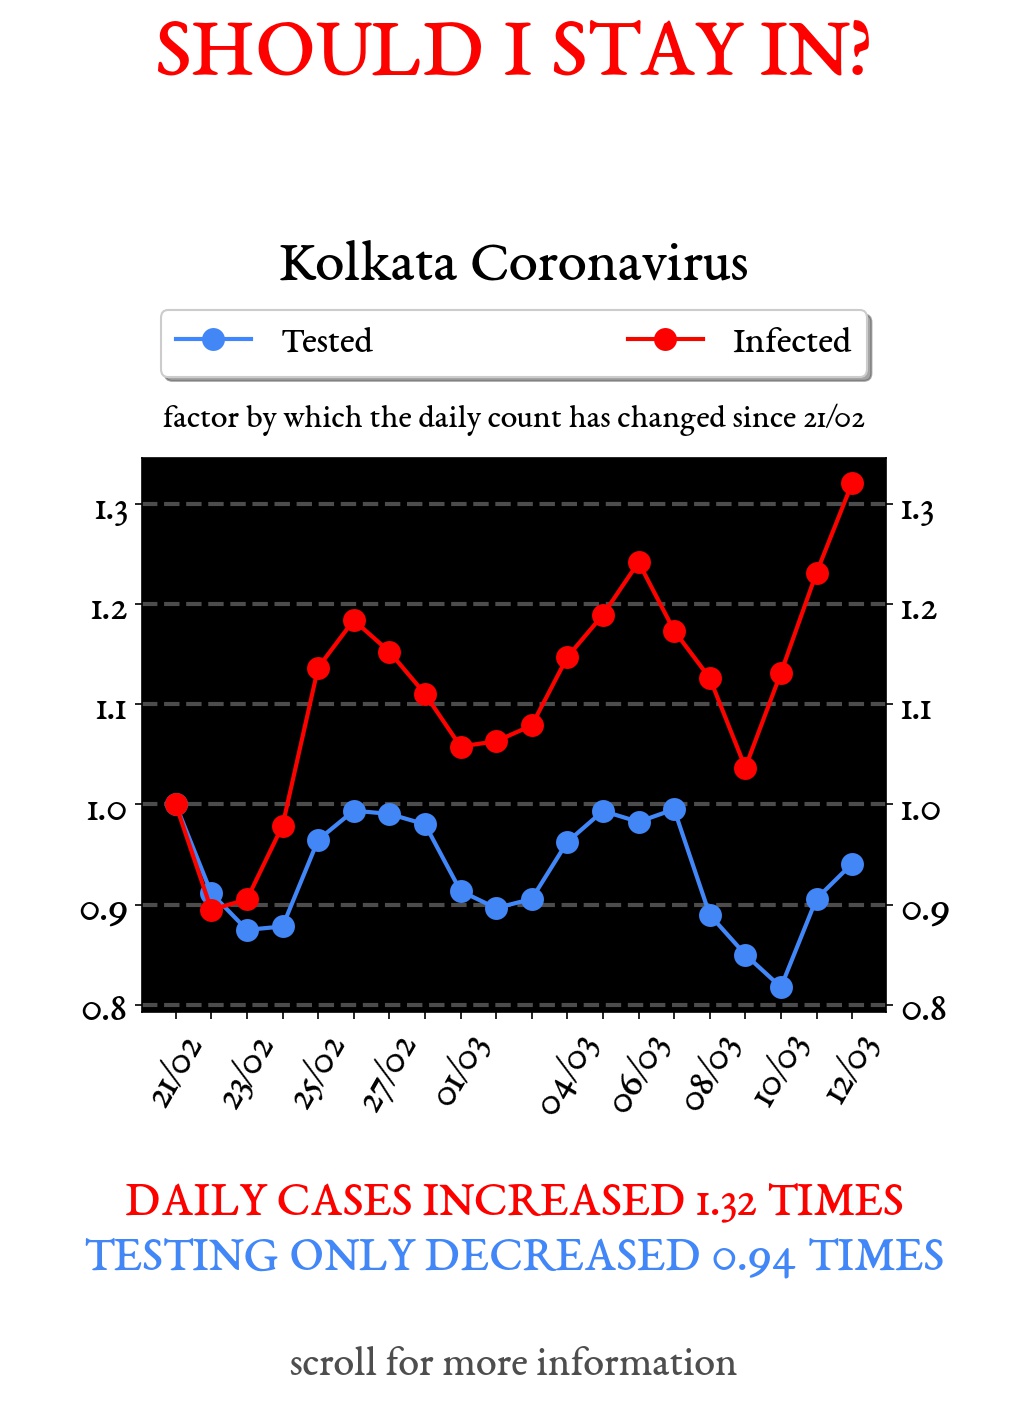 SHOULD I STAY IN?
Kolkata Coronavirus
Tested Infected
factor by which the daily count has changed since 21/02
1.3 1.3
1.2 1.2
1.1 1.1
1.0 1.0
0.9 0.9
0.8 0.8
21/02 23/02 25/02 27/02 01/03 04/03 06/03 08/03 10/03 12/03
DAILY CASES INCREASED 1.32 TIMES
TESTING ONLY DECREASED 0.94 TIMES
scroll for more information